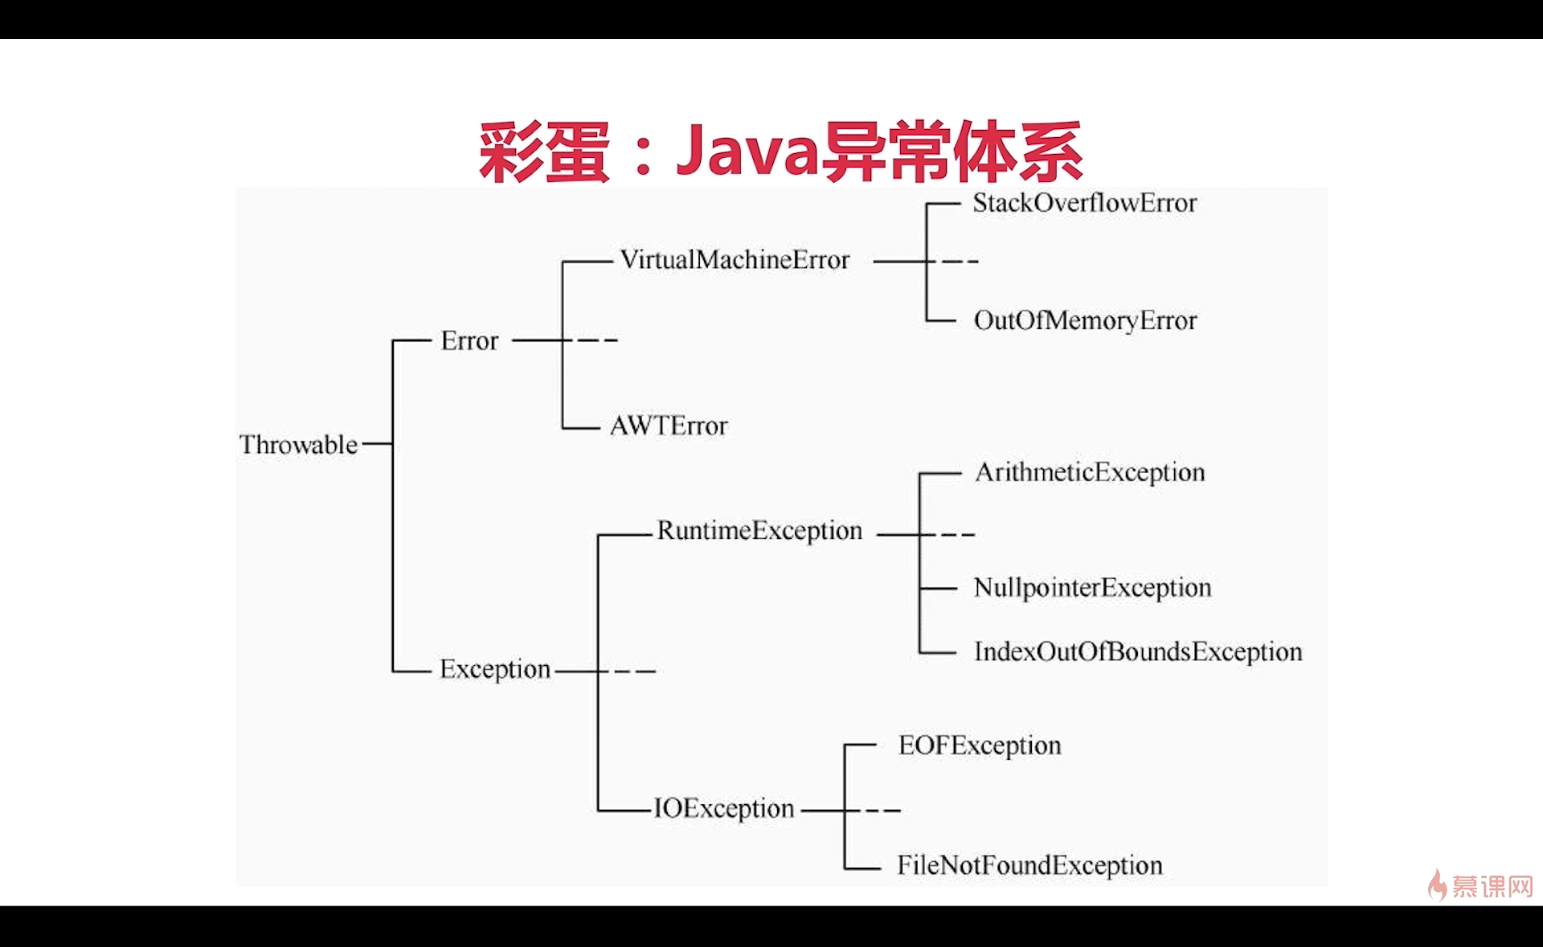 彩蛋：Java异常体系
StackOverflowError
VirtualMachineError
OutOfMemoryError
Error
AWTError
Throwable
ArithmeticException
RuntimeException
NullpointerException
IndexOutOfBoundsException
Exception
EOFException
IOException
FileNotFoundException
慕课网